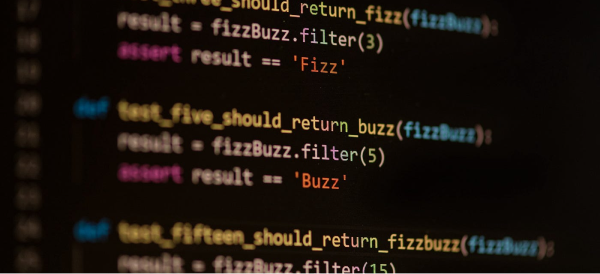 test_three_should_return_fizz(fizzBuzz):
result = fizzBuzz.filter(3)
assert result == 'Fizz'
def test_five_should_return_buzz(fizzBuzz):
result = fizzBuzz.filter(5)
assert result == 'Buzz'
def test_fifteen_should_return_fizzbuzz(fizzBuzz):
result = fizzBuzz.filter(15)